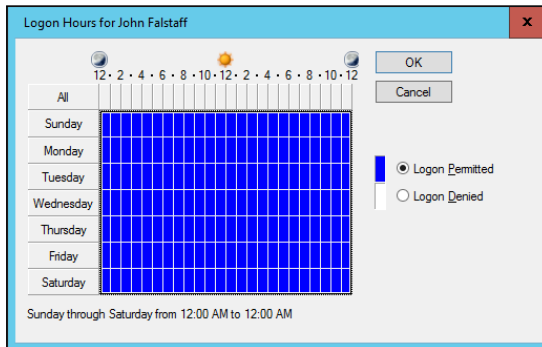 Logon Hours for John Falstaff
x
12 · 2 · 4 · 6 · 8 · 10 · 12 · 2 · 4 · 6 · 8 · 10 · 12
OK
Cancel
All
Sunday
Monday
Tuesday
Wednesday
Thursday
Friday
Saturday
Logon Permitted
Logon Denied
Sunday through Saturday from 12:00 AM to 12:00 AM